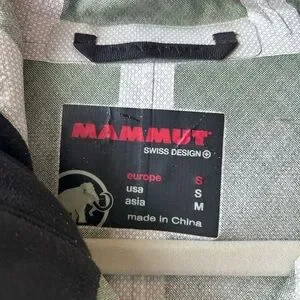 MAMMUT
SWISS DESIGN
europe S
usa S
asia M
made in China